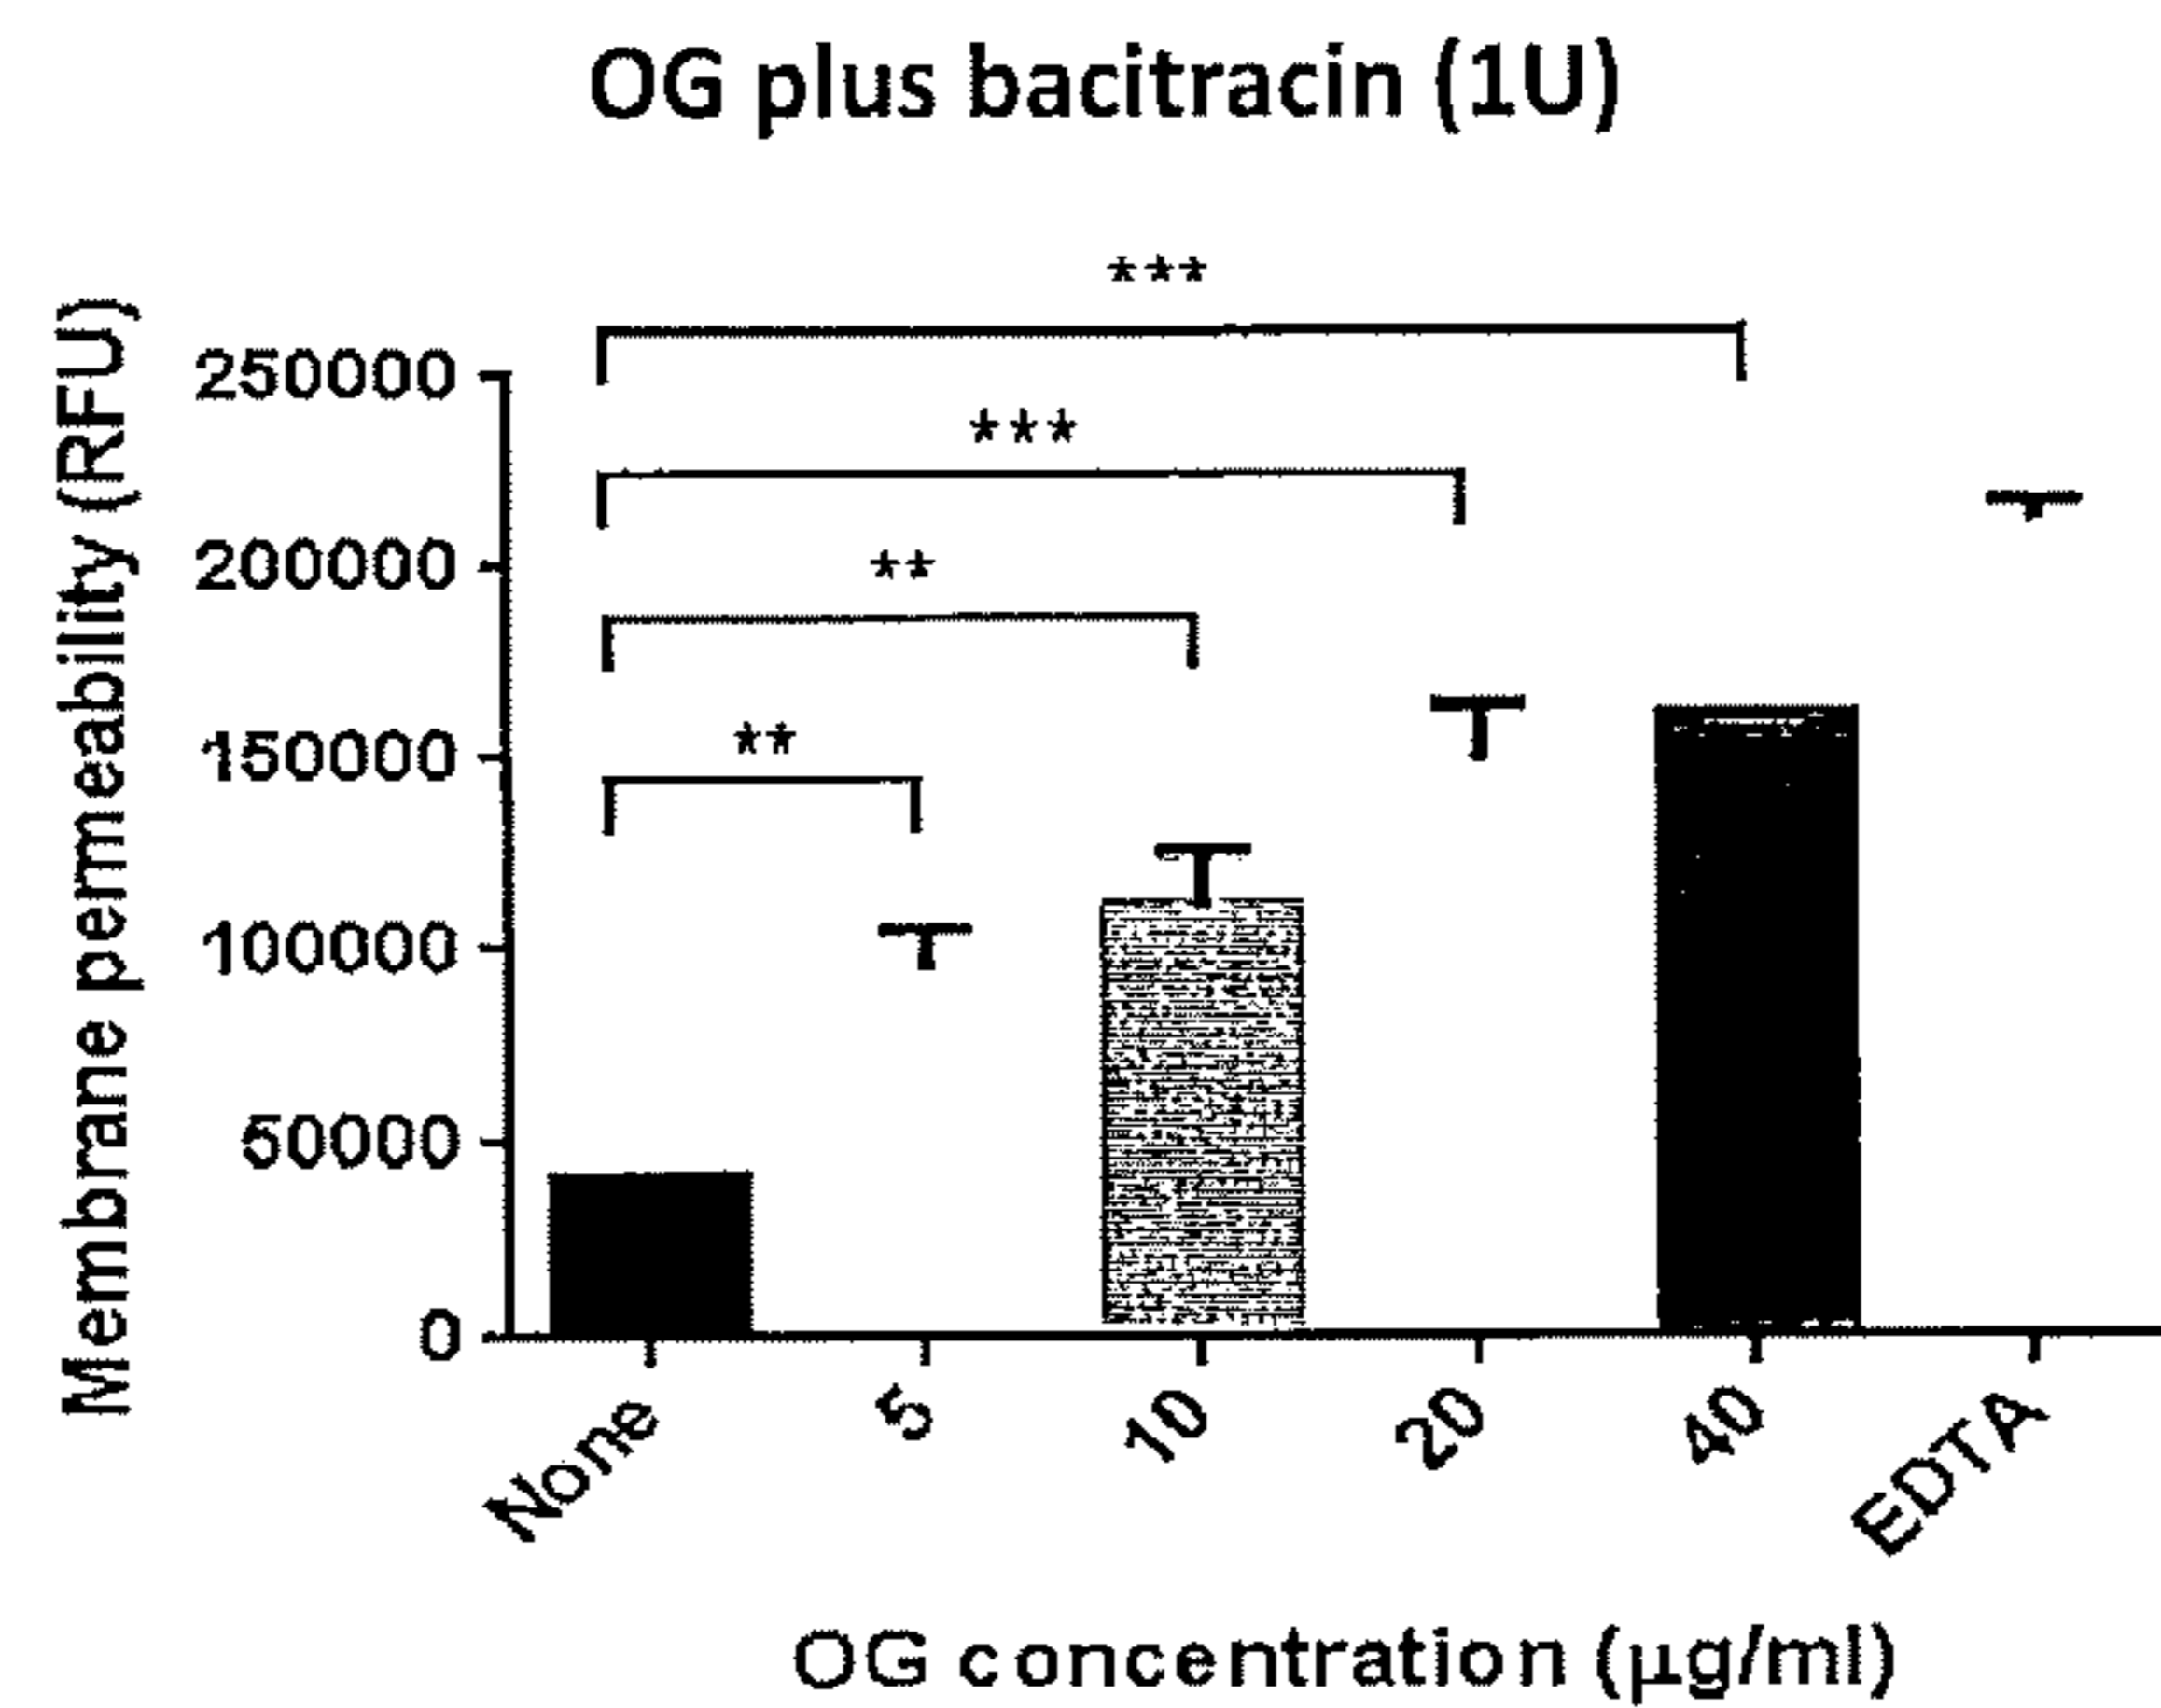 OG plus bacitracin (1U)
***
***
**
**
Membrane permeability (RFU)
250000
200000
150000
100000
50000
0
None
5
10
20
40
EDTA
OG concentration (μg/ml)